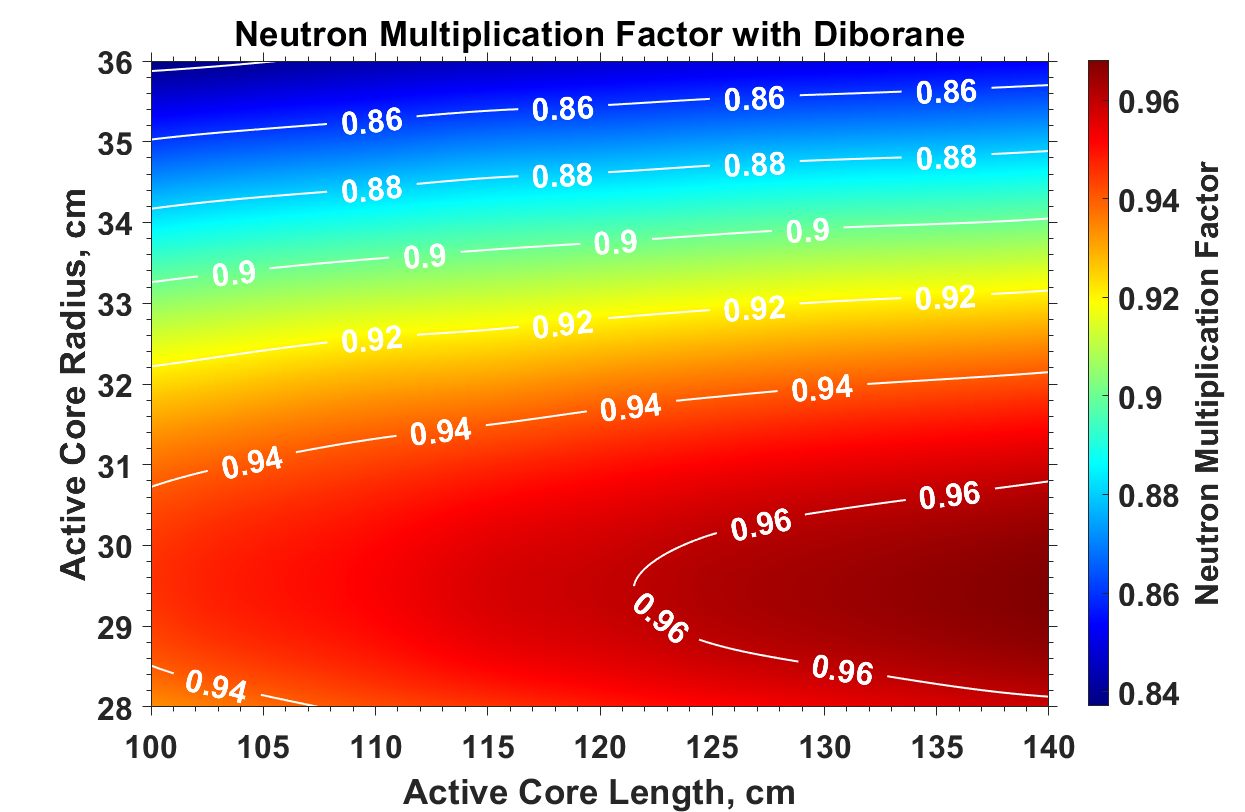 Neutron Multiplication Factor with Diborane
36
35
34
33
32
31
30
29
28
Active Core Radius, cm
0.86 0.86 0.86 0.86
0.88 0.88 0.88 0.88
0.9 0.9 0.9 0.9
0.92 0.92 0.92 0.92
0.94 0.94 0.94 0.94
0.96 0.96
0.96 0.96
0.94
100 105 110 115 120 125 130 135 140
Active Core Length, cm
0.96
0.94
0.92
0.9
0.88
0.86
0.84
Neutron Multiplication Factor